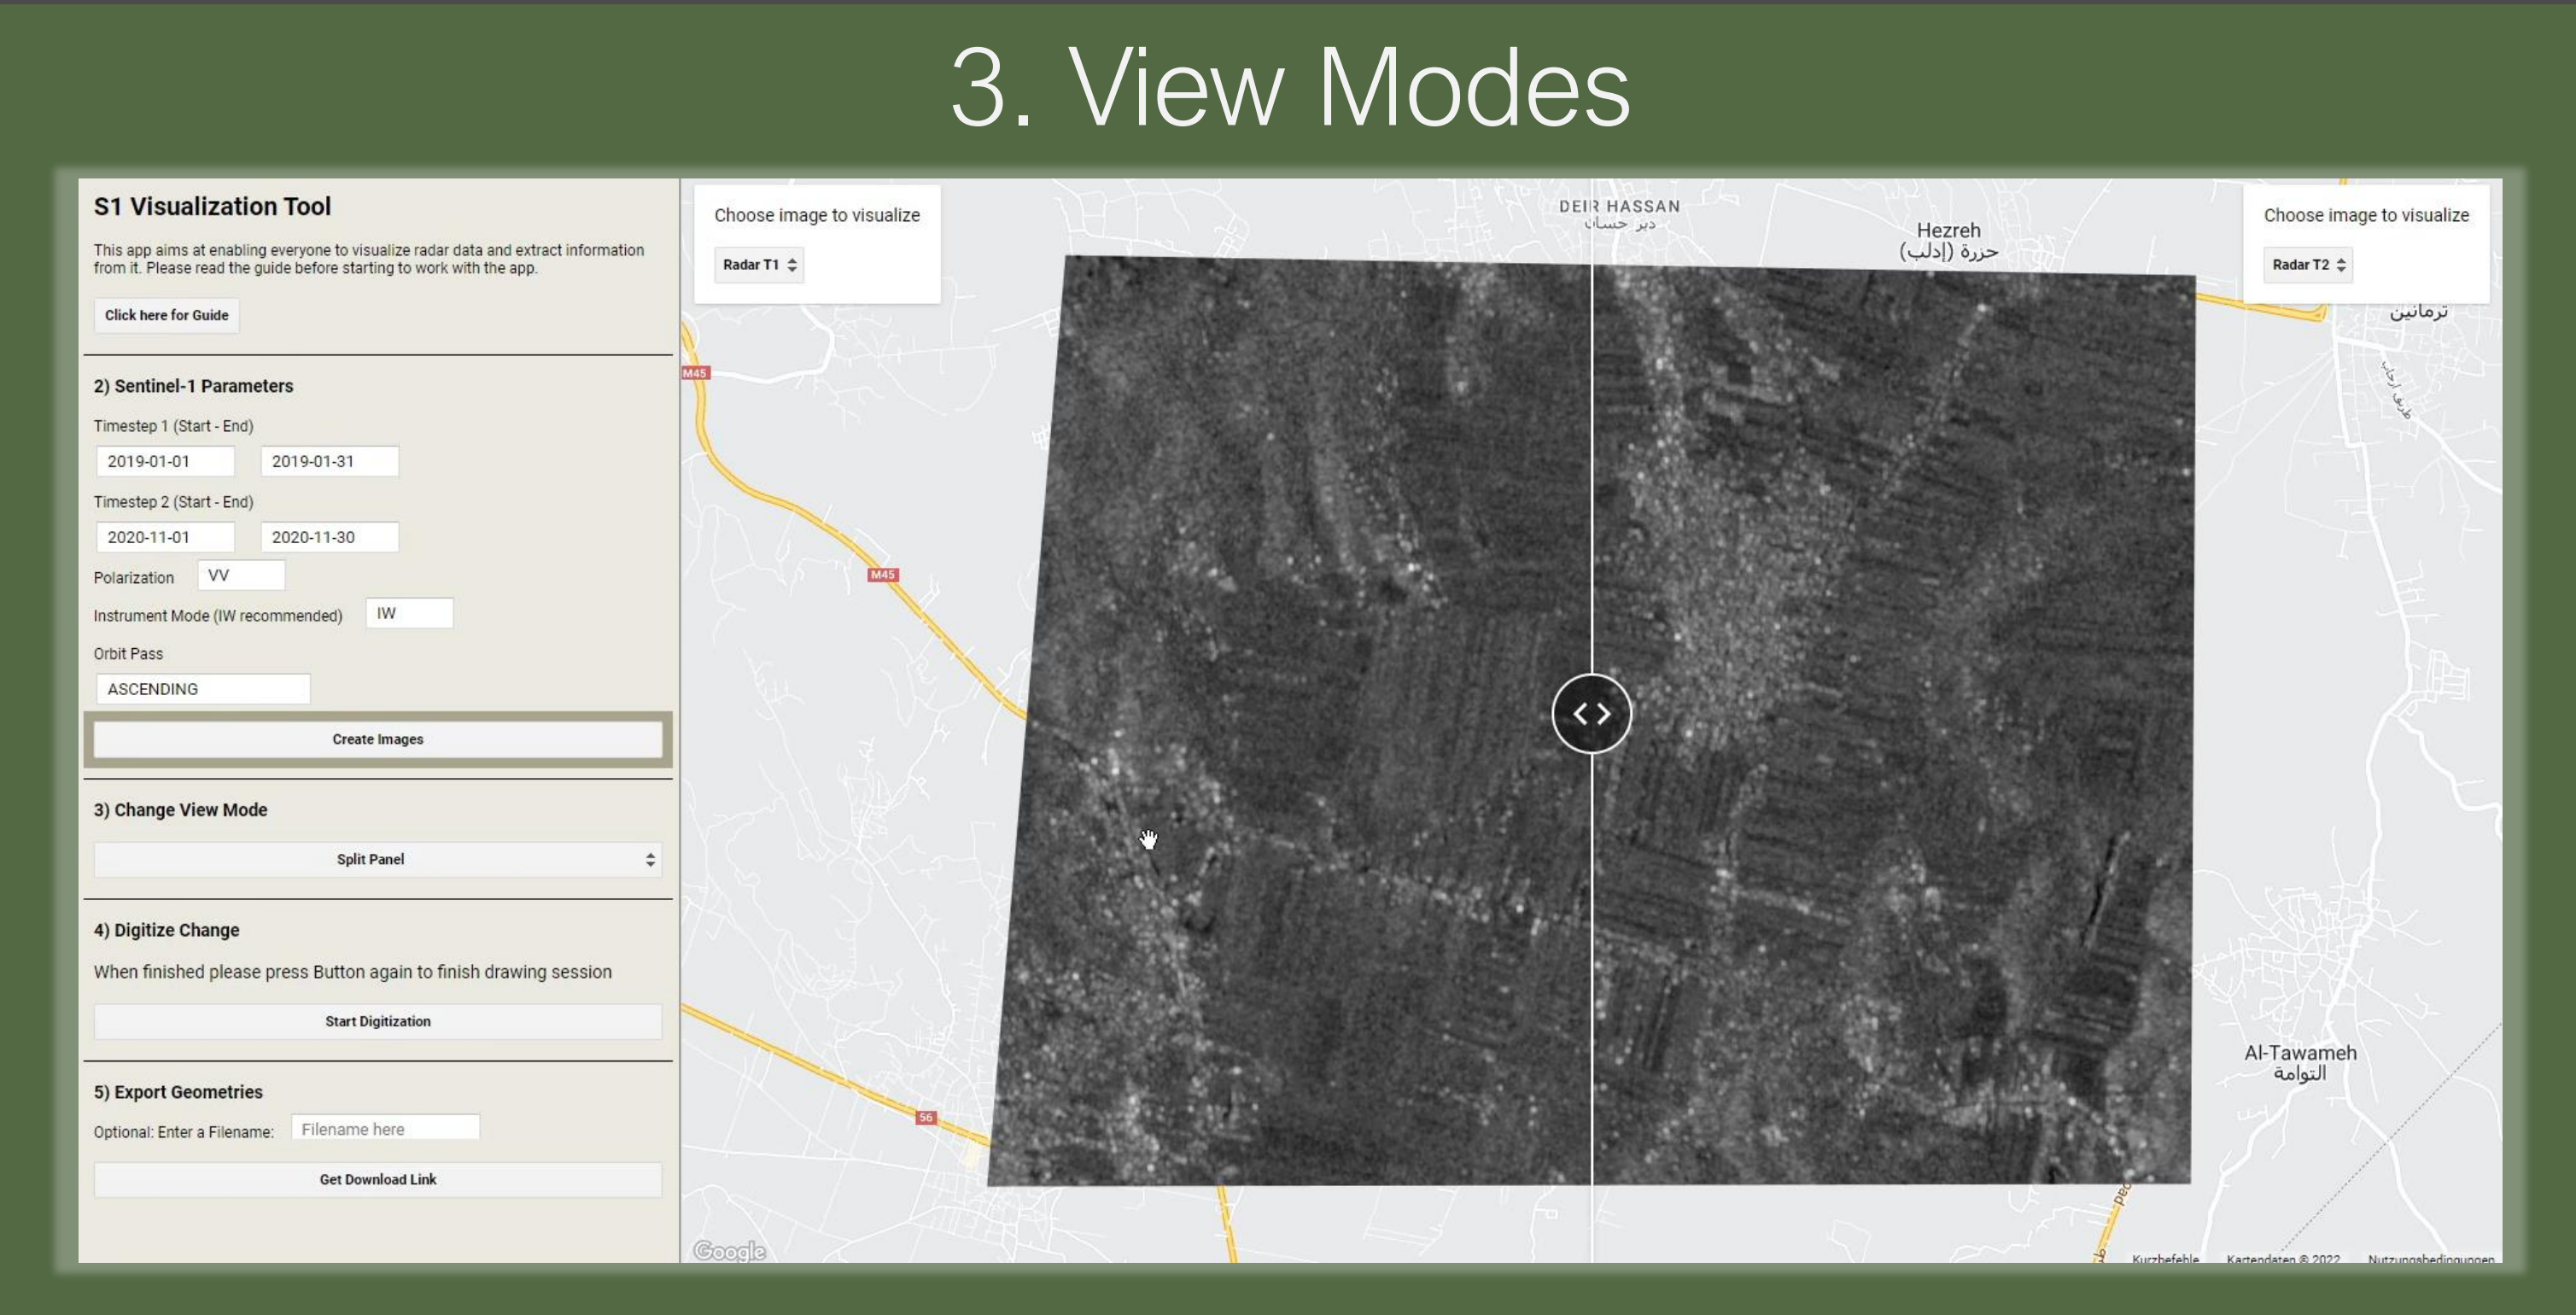 3. View Modes
S1 Visualization Tool
This app aims at enabling everyone to visualize radar data and extract information
from it. Please read the guide before starting to work with the app.
Click here for Guide
2) Sentinel-1 Parameters
Timestep 1 (Start - End)
2019-01-01 2019-01-31
Timestep 2 (Start - End)
2020-11-01 2020-11-30
Polarization VV
Instrument Mode (IW recommended) IW
Orbit Pass
ASCENDING
Create Images
3) Change View Mode
Split Panel
4) Digitize Change
When finished please press Button again to finish drawing session
Start Digitization
5) Export Geometries
Optional: Enter a Filename: Filename here
Get Download Link
Choose image to visualize
Radar T1
DEIR HASSAN
دير حسان
Hezreh
حزرة (إدلب)
Choose image to visualize
Radar T2
ترمانين
M45
M45
56
Al-Tawameh
التوامة
Google
Kurzbefehle Kartendaten © 2022 Nutzungsbedingungen